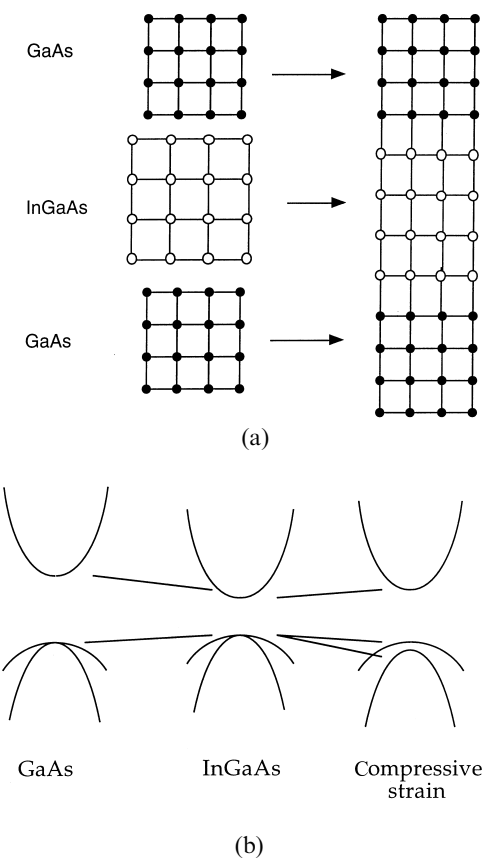 GaAs
InGaAs
GaAs
(a)
GaAs
InGaAs
Compressive
strain
(b)